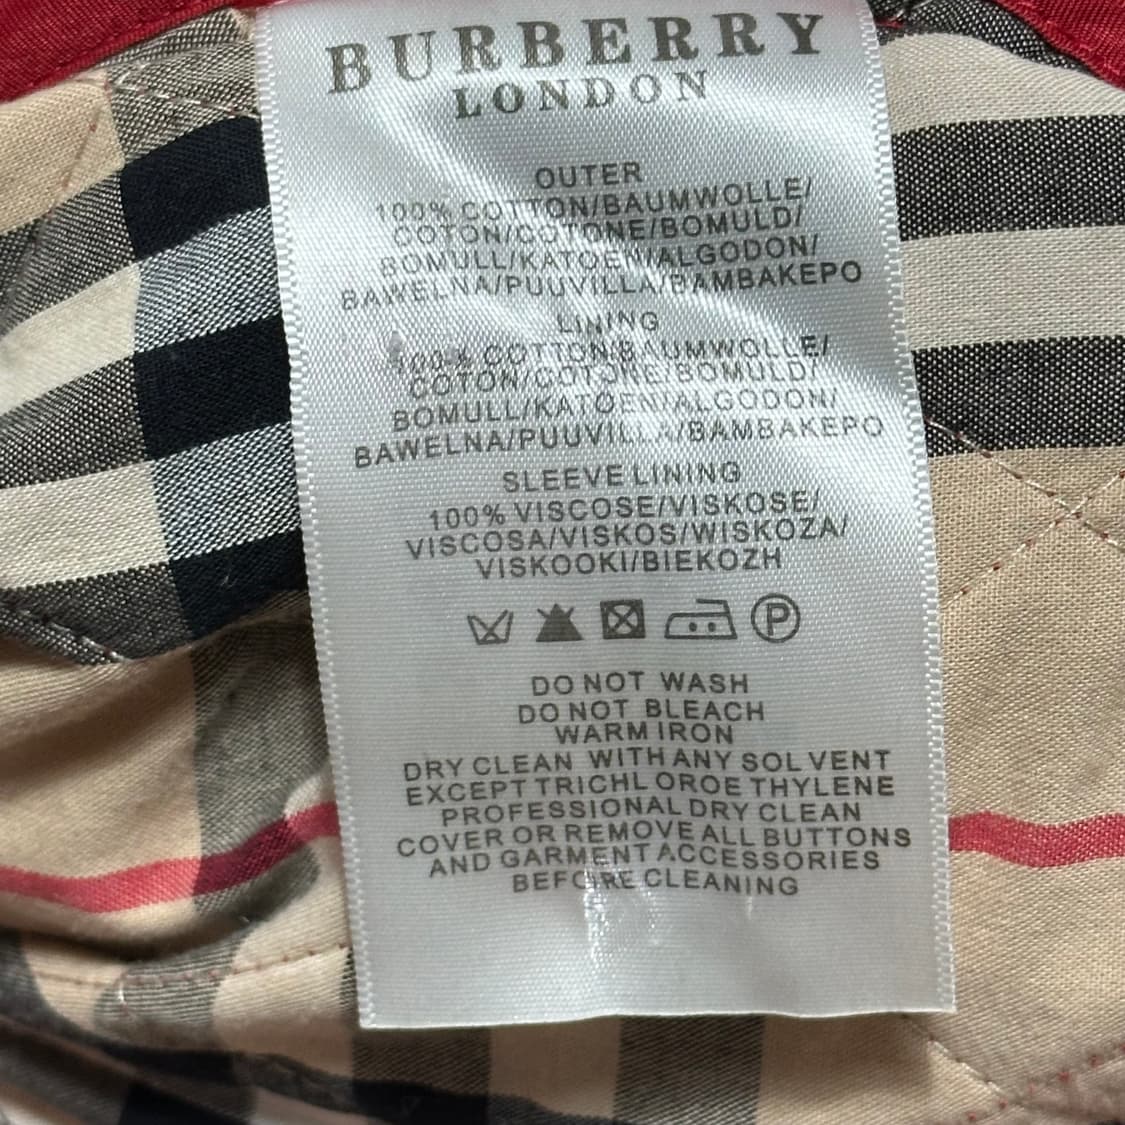 BURBERRY
LONDON
OUTER
100% COTTON/BAUMWOLLE/
COTON/COTONE/BOMULD/
BOMULL/KATOEN/ALGODON/
BAWELNA/PUUVILLA/BAMBAKEPO
LINING
100% COTTON/BAUMWOLLE/
COTON/COTONE/BOMULD/
BOMULL/KATOEN/ALGODON/
BAWELNA/PUUVILLA/BAMBAKEPO
SLEEVE LINING
100% VISCOSE/VISKOSE/
VISCOSA/VISKOS/WISKOZA/
VISKOOKI/BIEKOZH
P
DO NOT WASH
DO NOT BLEACH
WARM IRON
DRY CLEAN WITH ANY SOLVENT
EXCEPT TRICHL OROE THYLENE
PROFESSIONAL DRY CLEAN
COVER OR REMOVE ALL BUTTONS
AND GARMENT ACCESSORIES
BEFORE CLEANING